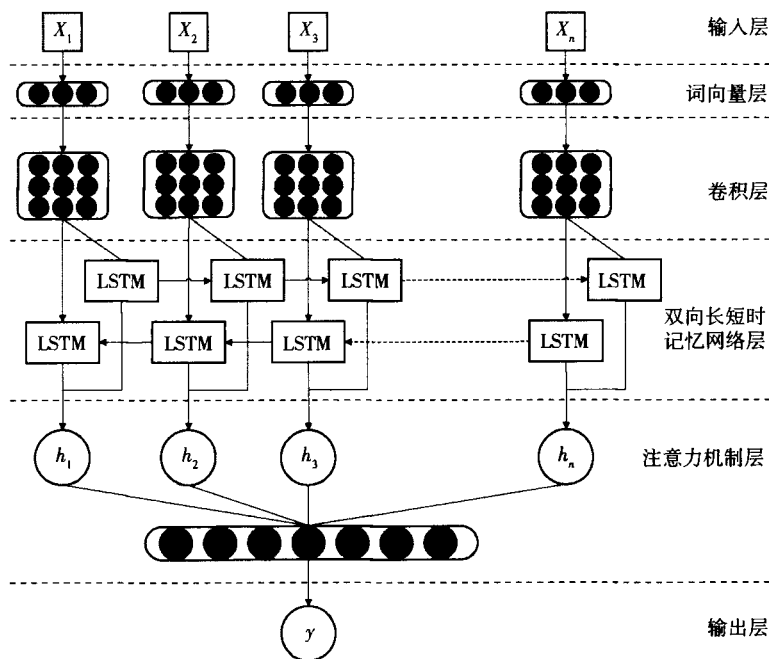 X₁ X₂ X₃ Xₙ 输入层
词向量层
卷积层
LSTM LSTM LSTM LSTM
双向长短时
记忆网络层
LSTM LSTM LSTM LSTM
h₁ h₂ h₃ hₙ 注意力机制层
y 输出层